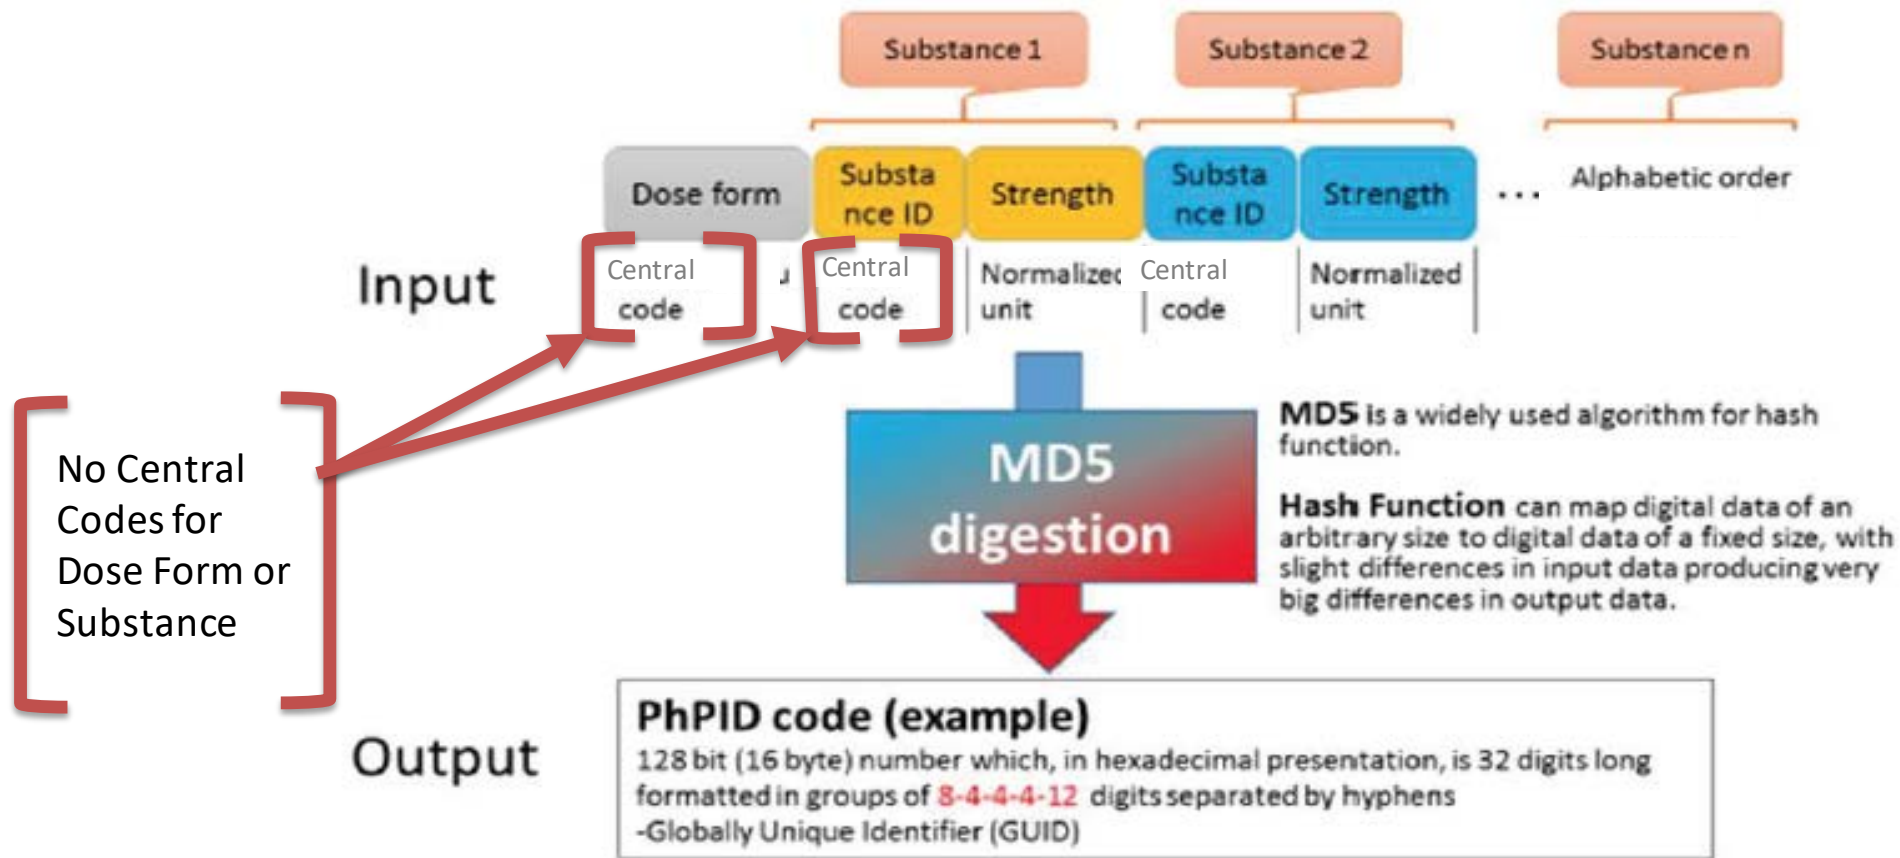 Substance 1
Substance 2
Substance n
Dose form
Substa
nce ID
Strength
Substa
nce ID
Strength
...
Alphabetic order
Input
Central
code
Central
code
Normalized
unit
Central
code
Normalized
unit
No Central
Codes for
Dose Form or
Substance
MD5
digestion
MD5 is a widely used algorithm for hash
function.
Hash Function can map digital data of an
arbitrary size to digital data of a fixed size, with
slight differences in input data producing very
big differences in output data.
Output
PhPID code (example)
128 bit (16 byte) number which, in hexadecimal presentation, is 32 digits long
formatted in groups of 8-4-4-4-12 digits separated by hyphens
-Globally Unique Identifier (GUID)